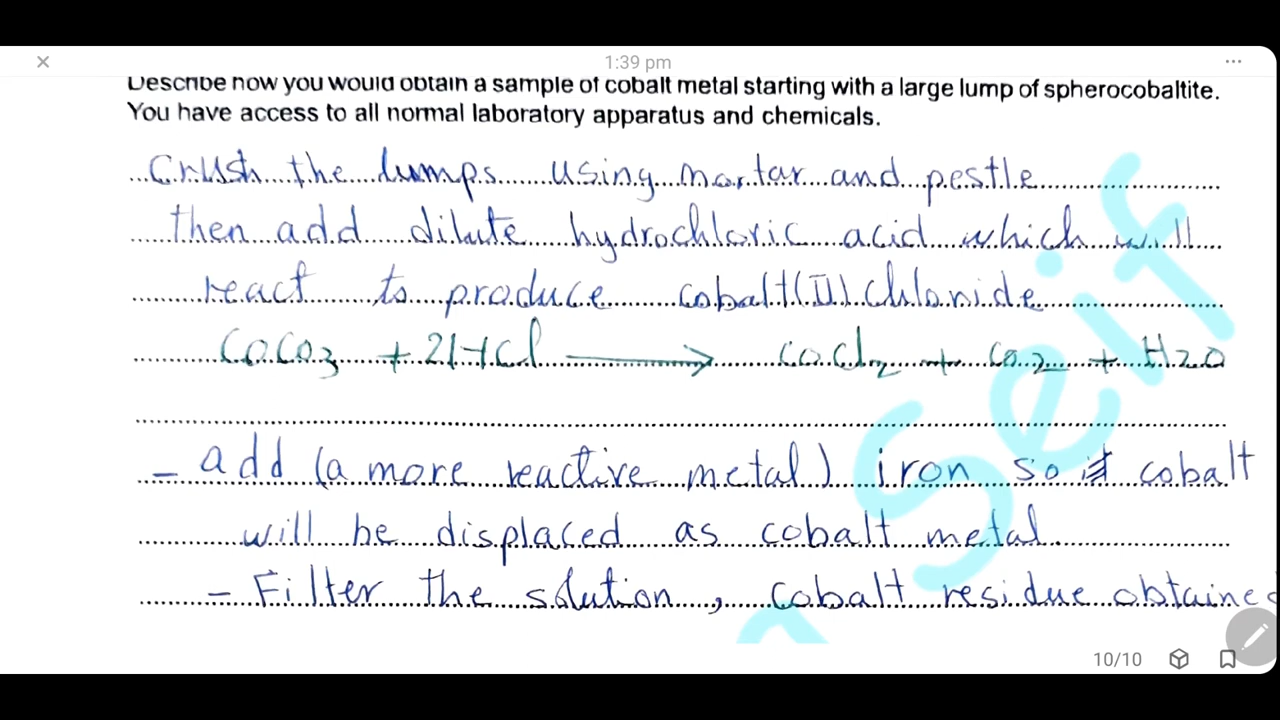 1:39 pm
Describe how you would obtain a sample of cobalt metal starting with a large lump of spherocobaltite.
You have access to all normal laboratory apparatus and chemicals.
Crush the lumps using mortar and pestle
then add dilute hydrochloric acid which will
react to produce cobalt(II) chloride
CoCO3 + 2HCl → CoCl2 + CO2 + H2O
- add (a more reactive metal) iron so cobalt
will be displaced as cobalt metal
- Filter the solution, cobalt residue obtained
Seif
10/10